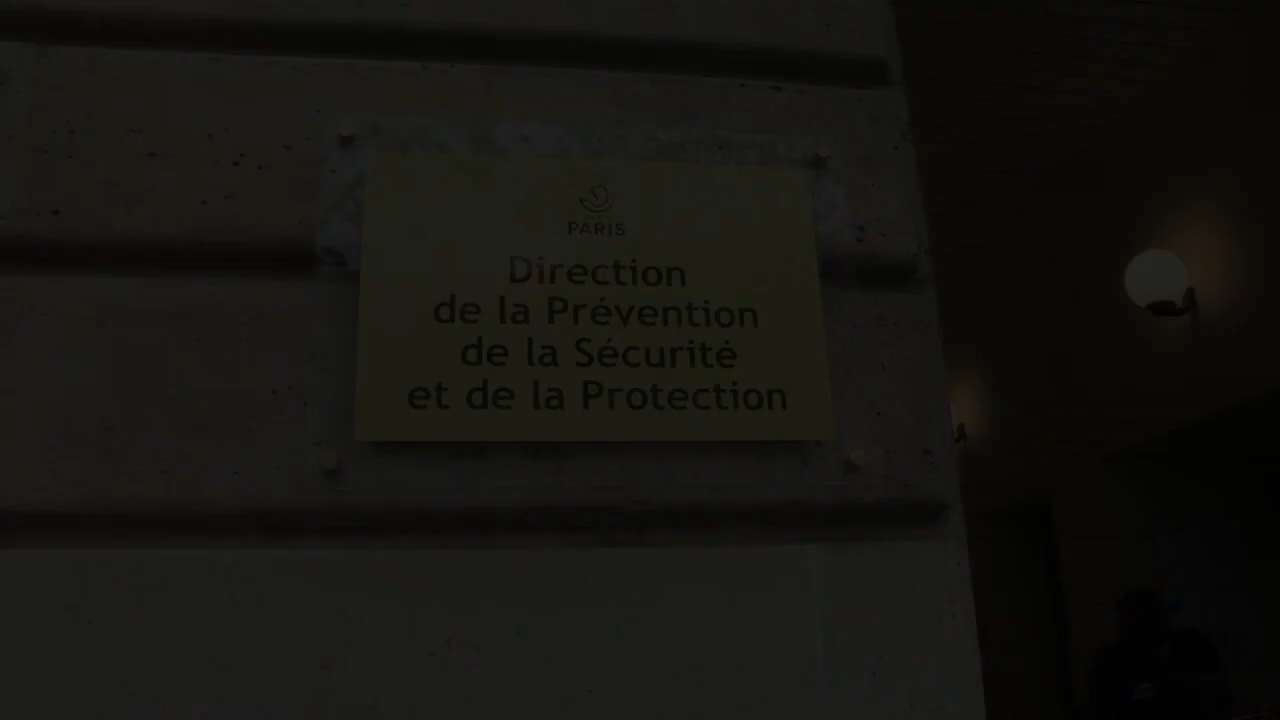 PARIS
Direction
de la Prévention
de la Sécurité
et de la Protection